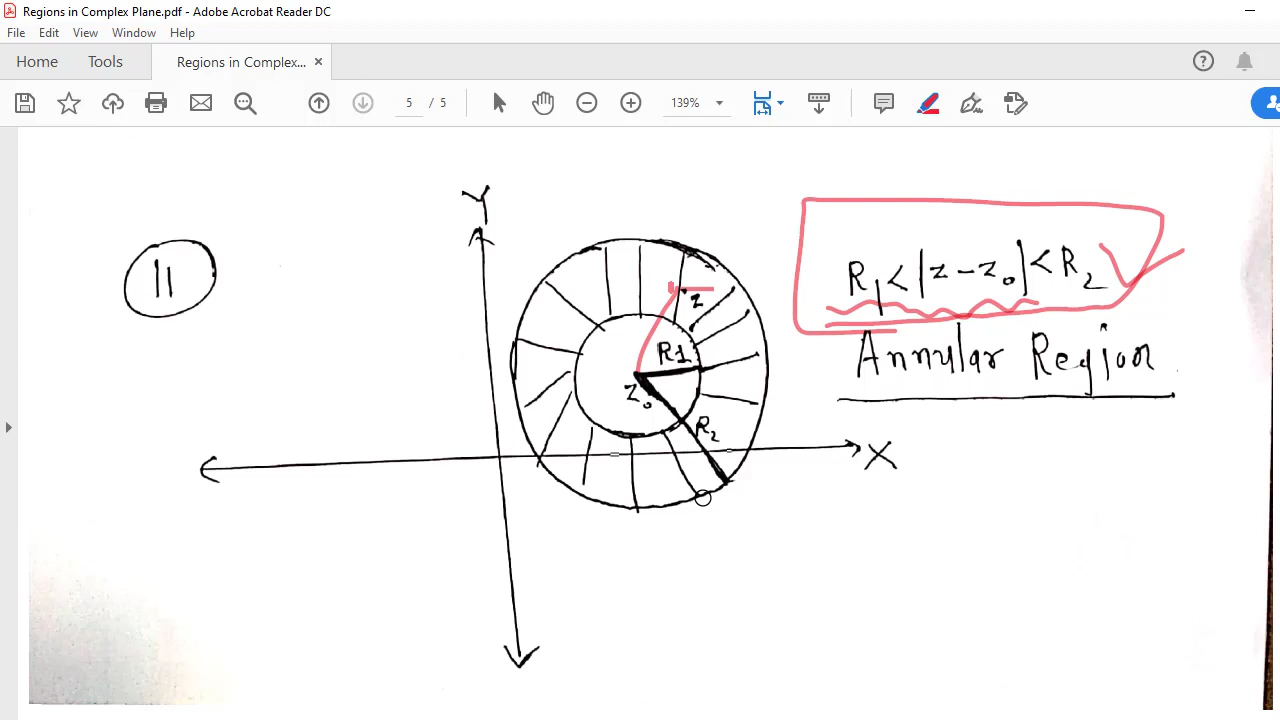 Regions in Complex Plane.pdf - Adobe Acrobat Reader DC
File Edit View Window Help
Home Tools Regions in Complex... ×
5 / 5 139%
Y
11
R₁ < |z - z₀| < R₂
z
Annular Region
R1
z₀
R₂
X